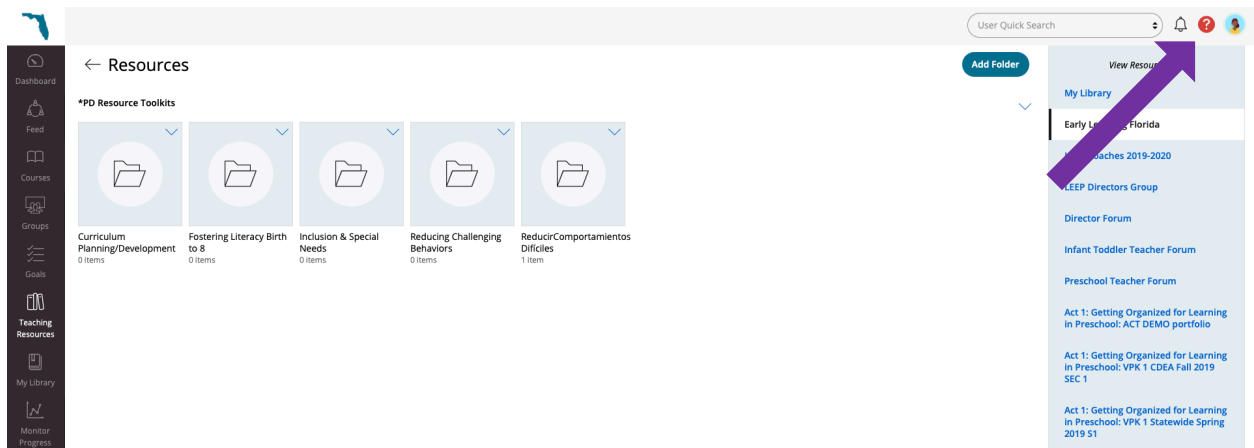 User Quick Search
?
Dashboard
Feed
Courses
Groups
Goals
Teaching
Resources
My Library
Monitor
Progress
← Resources
Add Folder
*PD Resource Toolkits
Curriculum
Planning/Development
0 items
Fostering Literacy Birth
to 8
0 items
Inclusion & Special
Needs
0 items
Reducing Challenging
Behaviors
0 items
ReducirComportamientos
Difíciles
1 item
View
My Library
Early Florida
2019-2020
LEEP Directors Group
Director Forum
Infant Toddler Teacher Forum
Preschool Teacher Forum
Act 1: Getting Organized for Learning
in Preschool: ACT DEMO portfolio
Act 1: Getting Organized for Learning
in Preschool: VPK 1 CDEA Fall 2019
SEC 1
Act 1: Getting Organized for Learning
in Preschool: VPK 1 Statewide Spring
2019 S1